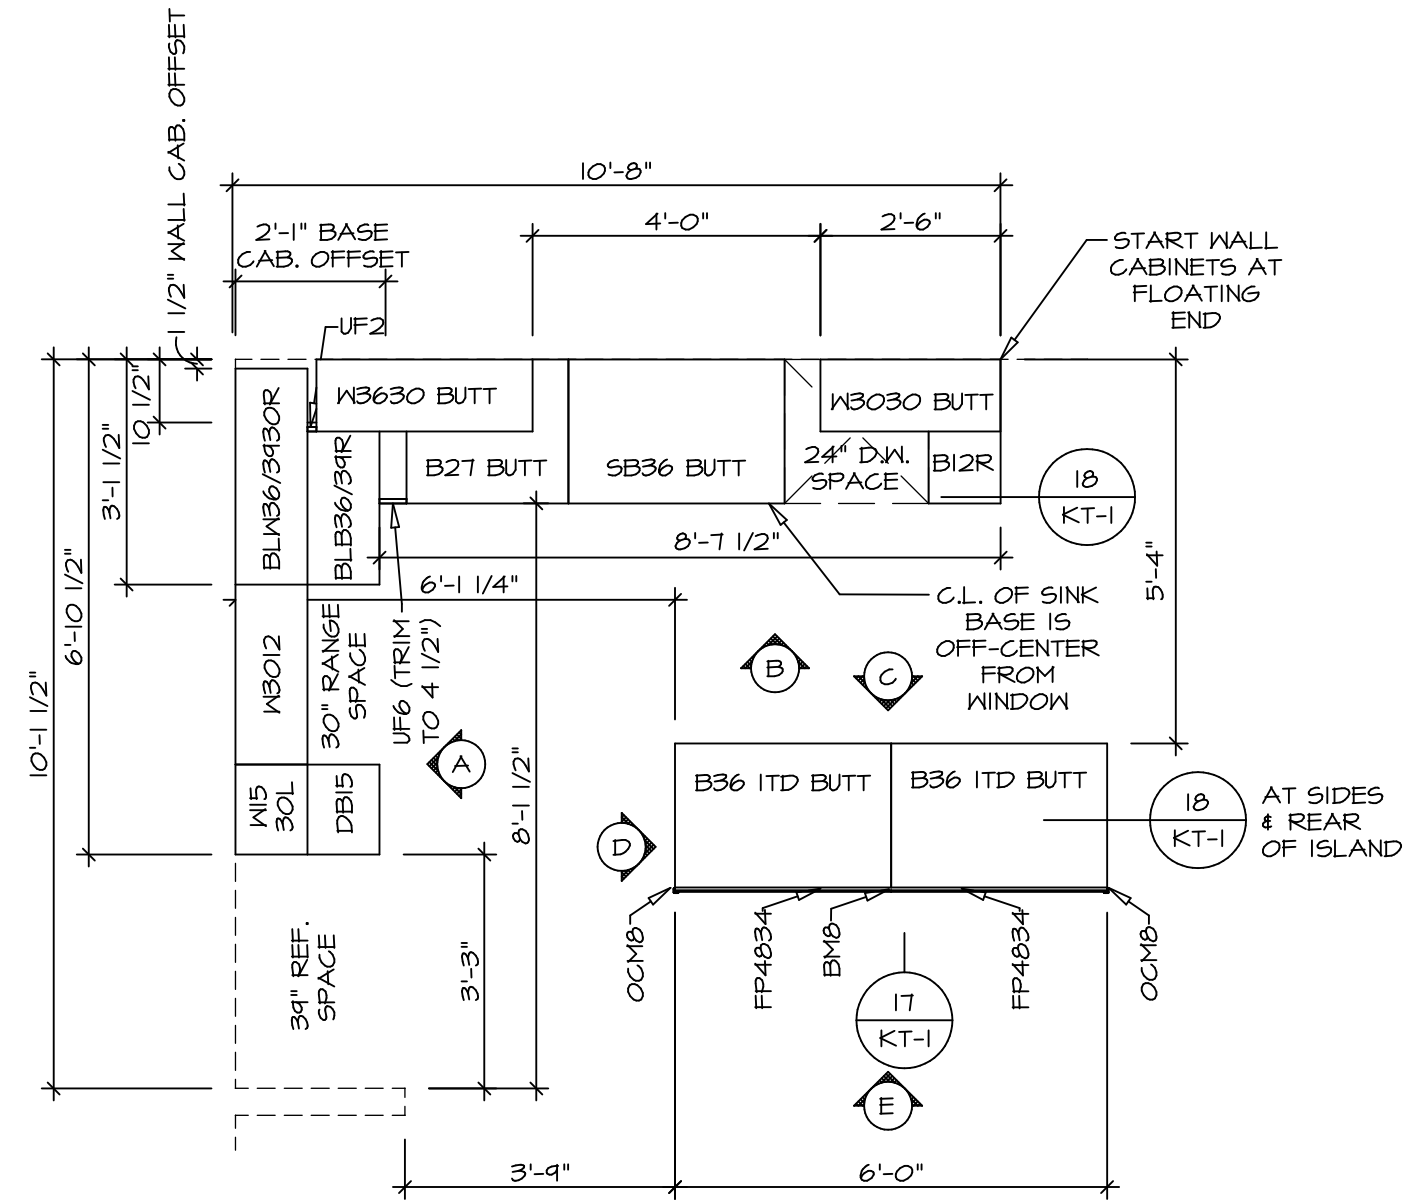 1 1/2" WALL CAB. OFFSET
10'-8"
2'-1" BASE
CAB. OFFSET
4'-0"
2'-6"
START WALL
CABINETS AT
FLOATING
END
UF2
10 1/2"
3'-1 1/2"
6'-10 1/2"
10'-1 1/2"
BLW36/3930R
BLB36/39R
W3630 BUTT
B27 BUTT
SB36 BUTT
24" D.W.
SPACE
W3030 BUTT
B12R
18
KT-1
8'-7 1/2"
6'-1 1/4"
5'-4"
C.L. OF SINK
BASE IS
OFF-CENTER
FROM
WINDOW
W3012
30" RANGE
SPACE
UF6 (TRIM
TO 4 1/2")
B
C
A
W15
30L
DB15
8'-1 1/2"
B36 1TD BUTT
B36 1TD BUTT
18
KT-1
AT SIDES
& REAR
OF ISLAND
D
39" REF.
SPACE
3'-3"
OCM8
FP4834
BM8
FP4834
OCM8
17
KT-1
E
3'-9"
6'-0"